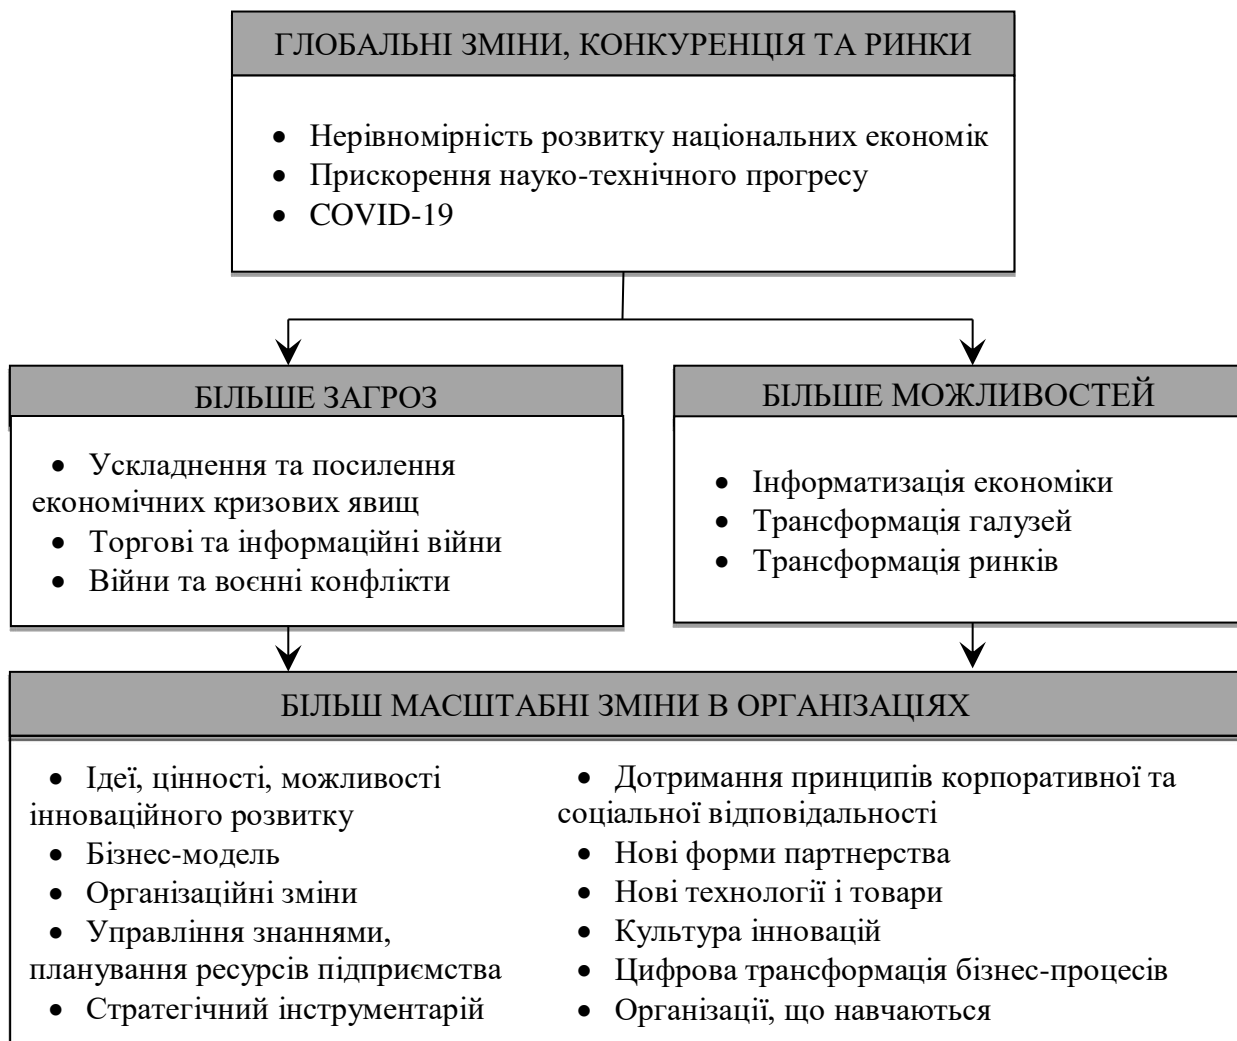 ГЛОБАЛЬНІ ЗМІНИ, КОНКУРЕНЦІЯ ТА РИНКИ
• Нерівномірність розвитку національних економік
• Прискорення науко-технічного прогресу
• COVID-19
БІЛЬШЕ ЗАГРОЗ
• Ускладнення та посилення
економічних кризових явищ
• Торгові та інформаційні війни
• Війни та воєнні конфлікти
БІЛЬШЕ МОЖЛИВОСТЕЙ
• Інформатизація економіки
• Трансформація галузей
• Трансформація ринків
БІЛЬШ МАСШТАБНІ ЗМІНИ В ОРГАНІЗАЦІЯХ
• Ідеї, цінності, можливості
інноваційного розвитку
• Бізнес-модель
• Організаційні зміни
• Управління знаннями,
планування ресурсів підприємства
• Стратегічний інструментарій
• Дотримання принципів корпоративної та
соціальної відповідальності
• Нові форми партнерства
• Нові технології і товари
• Культура інновацій
• Цифрова трансформація бізнес-процесів
• Організації, що навчаються